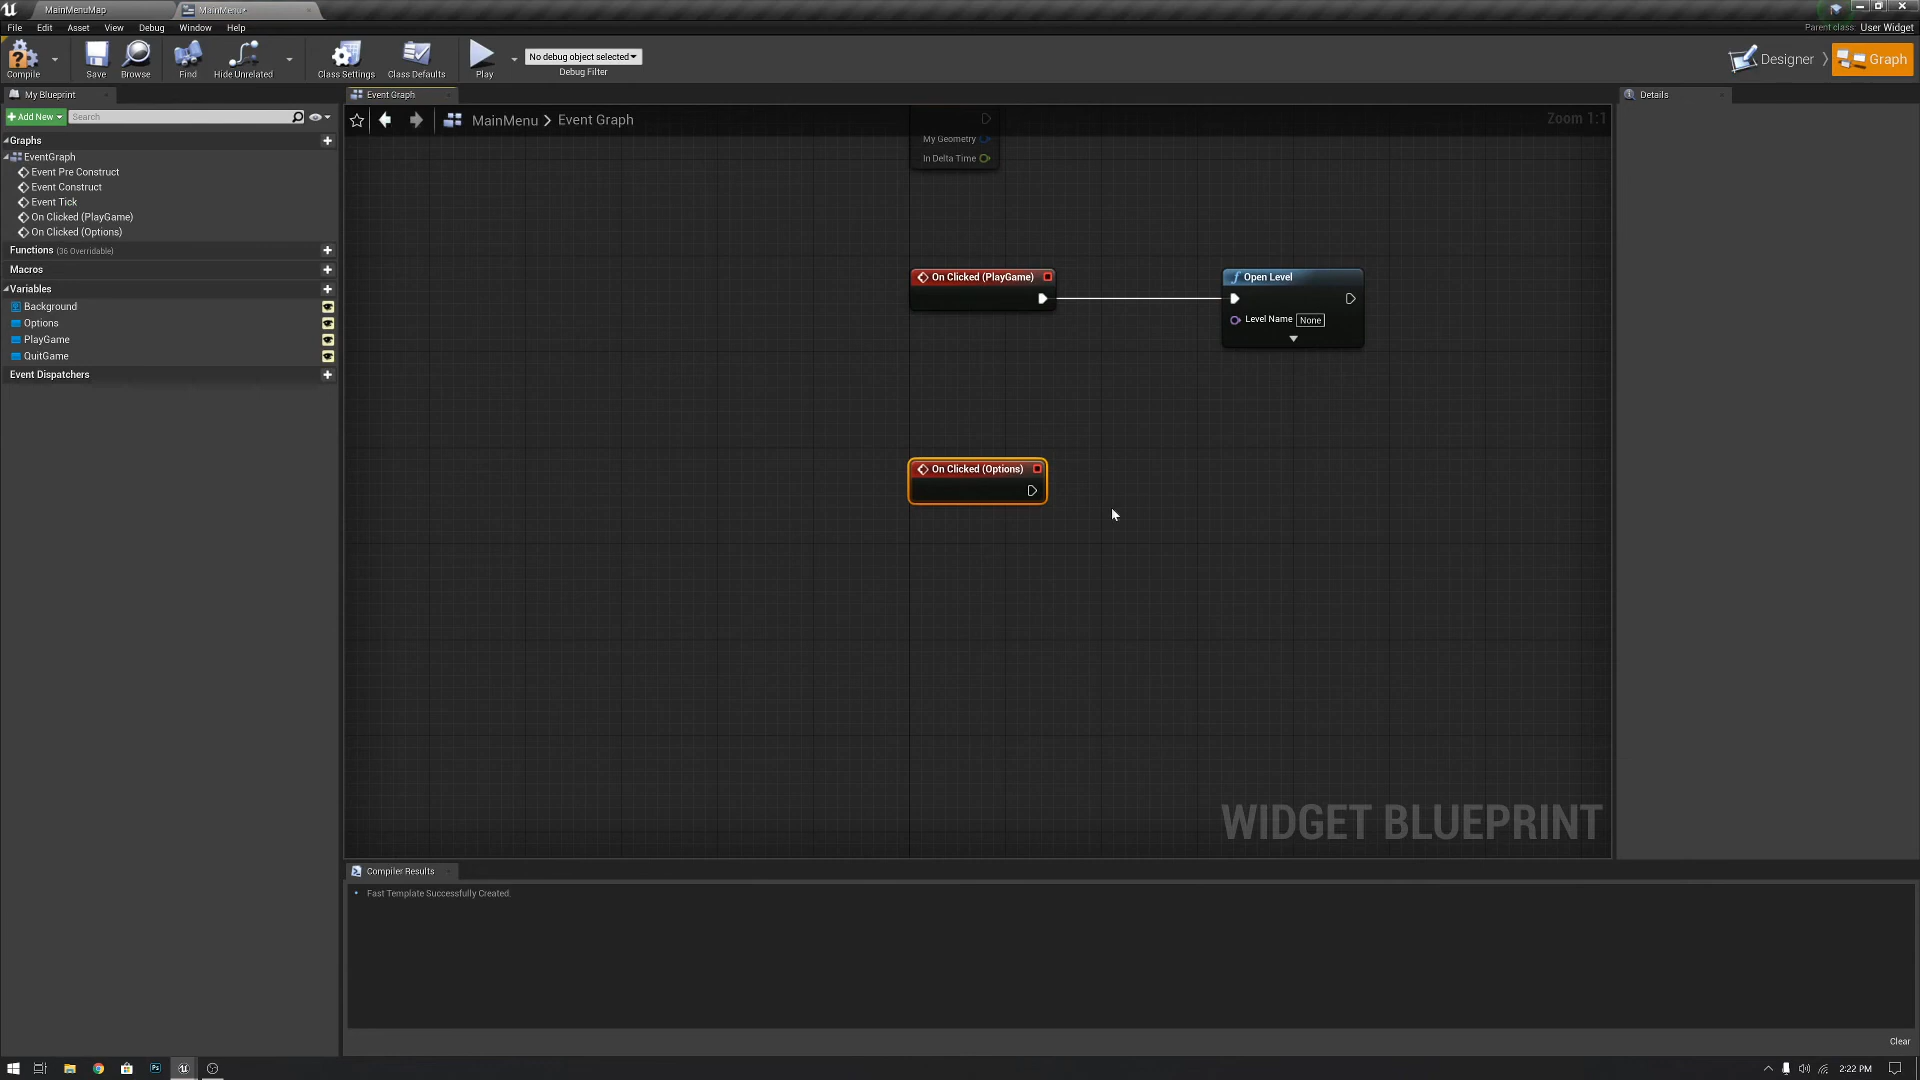 MainMenuMap
MainMenu*
File Edit Asset View Debug Window Help
Parent class: User Widget
Compile
Save
Browse
Find
Hide Unrelated
Class Settings
Class Defaults
Play
No debug object selected
Debug Filter
Designer
Graph
My Blueprint
Event Graph
Details
+Add New
Search
MainMenu > Event Graph
Zoom 1:1
Graphs
EventGraph
Event Pre Construct
Event Construct
Event Tick
On Clicked (PlayGame)
On Clicked (Options)
Functions (36 Overridable)
Macros
Variables
Background
Options
PlayGame
QuitGame
Event Dispatchers
My Geometry
In Delta Time
On Clicked (PlayGame)
Open Level
Level Name None
On Clicked (Options)
WIDGET BLUEPRINT
Compiler Results
Fast Template Successfully Created.
Clear
Ps
2:22 PM